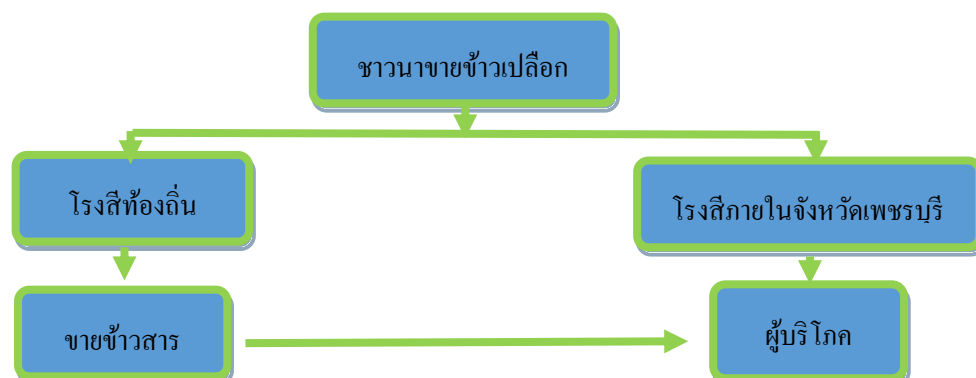 ชาวนาขายข้าวเปลือก
โรงสีท้องถิ่น
โรงสีภายในจังหวัดเพชรบุรี
ขายข้าวสาร
ผู้บริโภค